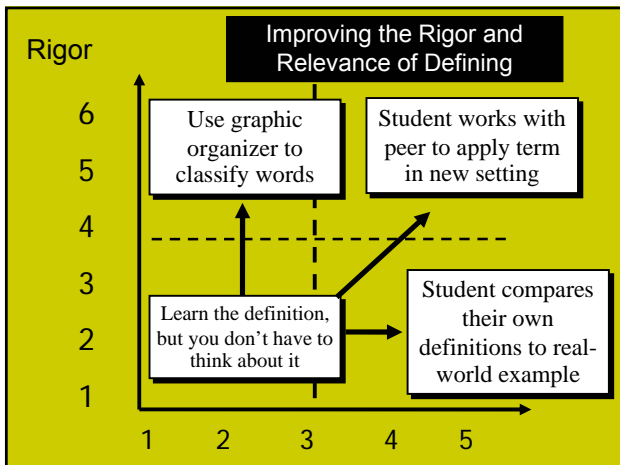 Improving the Rigor and
Relevance of Defining
Rigor
6
5
4
3
2
1
Use graphic
organizer to
classify words
Student works with
peer to apply term
in new setting
Learn the definition,
but you don’t have to
think about it
Student compares
their own
definitions to real-
world example
1 2 3 4 5